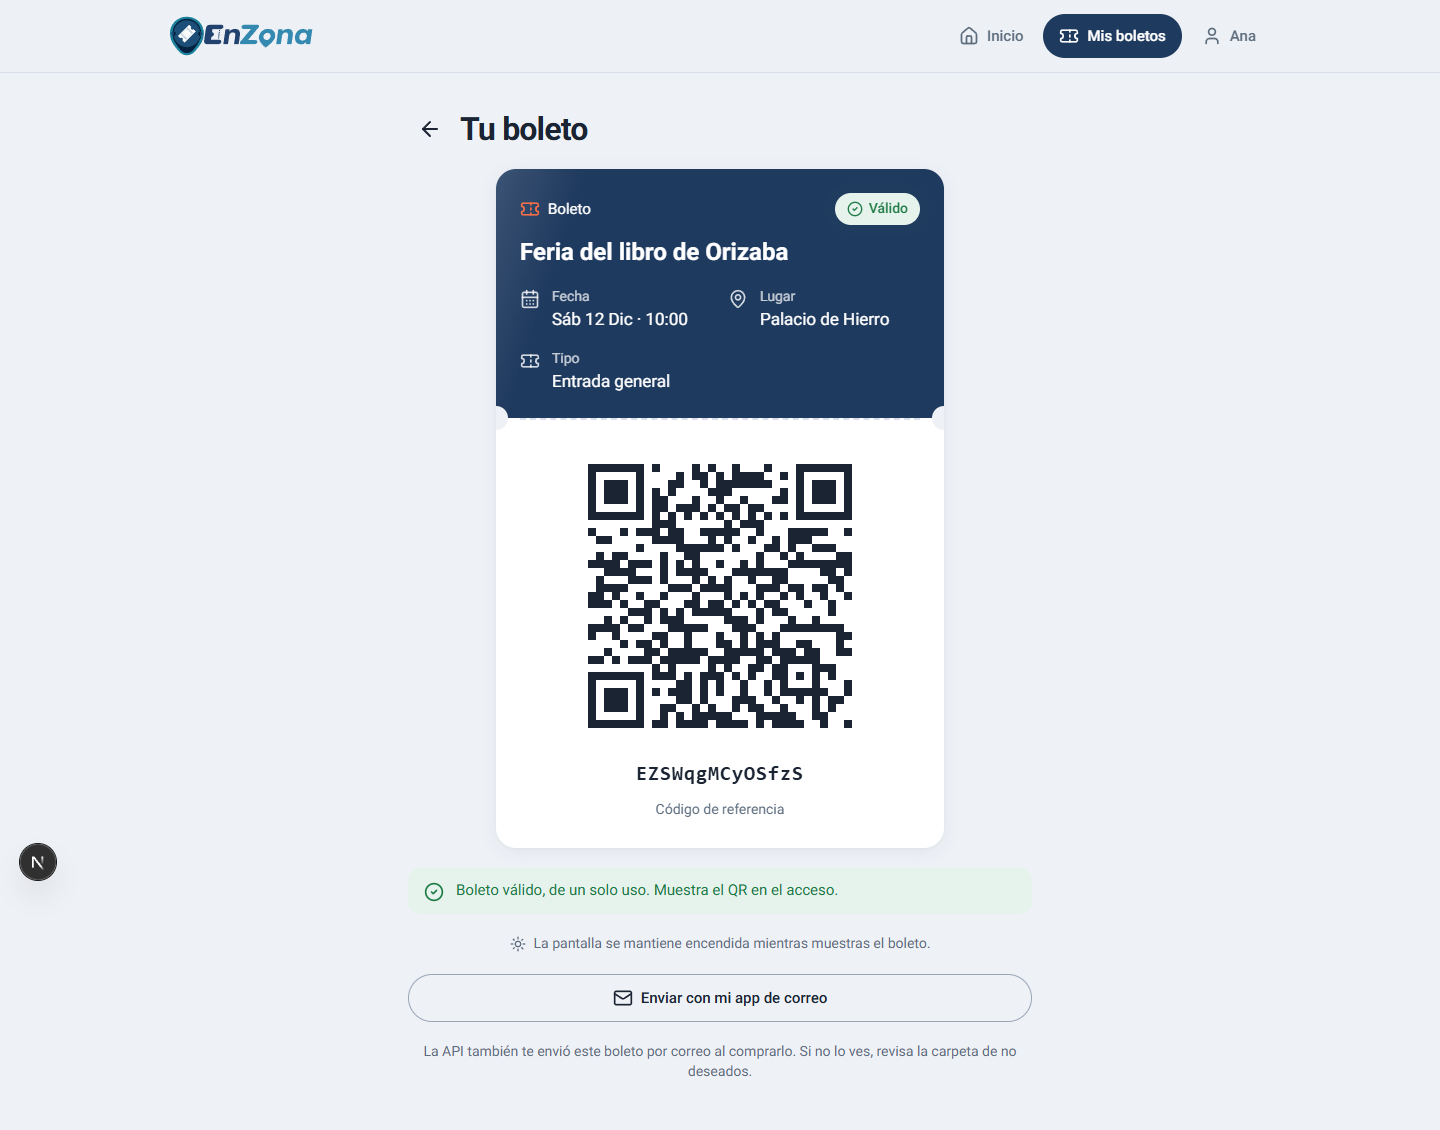 EnZona
Inicio
Mis boletos
Ana
Tu boleto
Boleto
Válido
Feria del libro de Orizaba
Fecha
Sáb 12 Dic · 10:00
Lugar
Palacio de Hierro
Tipo
Entrada general
EZSWqgMCyOSfzS
Código de referencia
N
Boleto válido, de un solo uso. Muestra el QR en el acceso.
La pantalla se mantiene encendida mientras muestras el boleto.
Enviar con mi app de correo
La API también te envió este boleto por correo al comprarlo. Si no lo ves, revisa la carpeta de no
deseados.